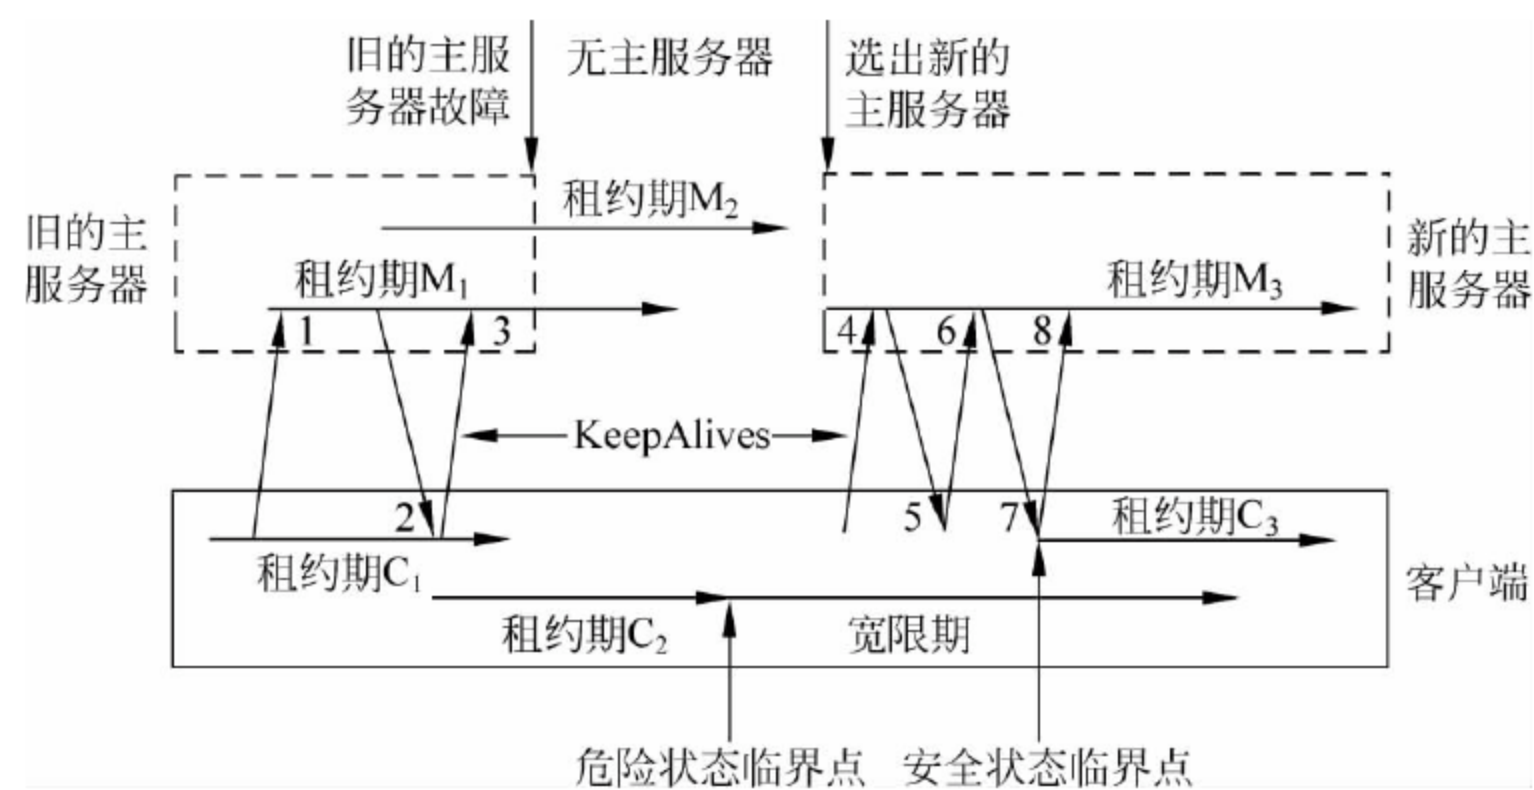 旧的主服
务器故障
无主服务器
选出新的
主服务器
旧的主
服务器
租约期M₂
租约期M₁
租约期M₃
新的主
服务器
1
3
4
6
8
KeepAlives
2
5
7
租约期C₃
租约期C₁
客户端
租约期C₂
宽限期
危险状态临界点
安全状态临界点